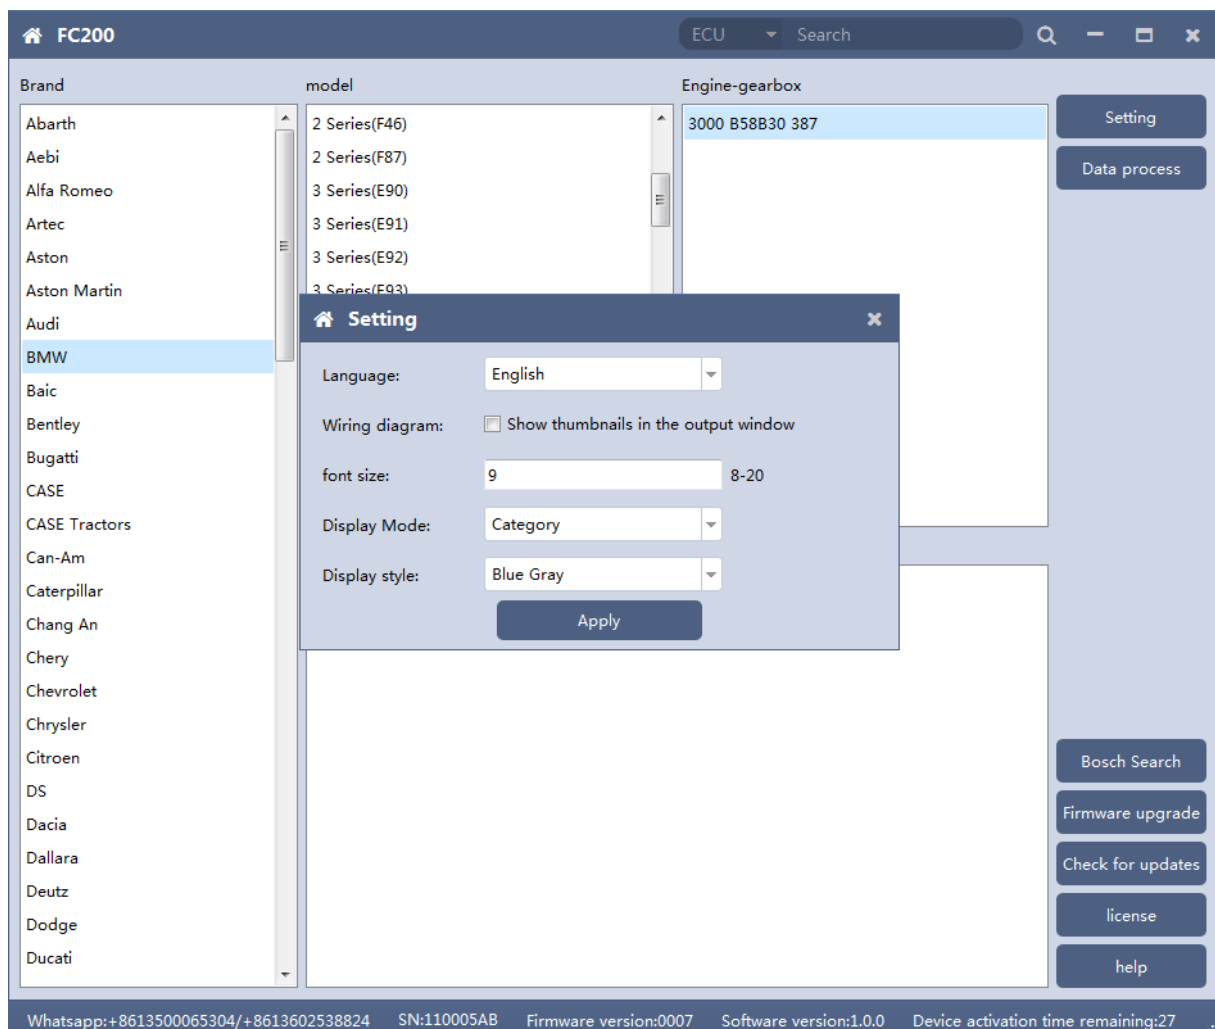 FC200
ECU
Search
Brand
model
Engine-gearbox
Abarth
Aebi
Alfa Romeo
Artec
Aston
Aston Martin
Audi
BMW
Baic
Bentley
Bugatti
CASE
CASE Tractors
Can-Am
Caterpillar
Chang An
Chery
Chevrolet
Chrysler
Citroen
DS
Dacia
Dallara
Deutz
Dodge
Ducati
2 Series(F46)
2 Series(F87)
3 Series(E90)
3 Series(E91)
3 Series(E92)
3 Series(E93)
3000 B58B30 387
Setting
Data process
Setting
Language:
English
Wiring diagram:
Show thumbnails in the output window
font size:
9
8-20
Display Mode:
Category
Display style:
Blue Gray
Apply
Bosch Search
Firmware upgrade
Check for updates
license
help
Whatsapp:+8613500065304/+8613602538824 SN:110005AB Firmware version:0007 Software version:1.0.0 Device activation time remaining:27